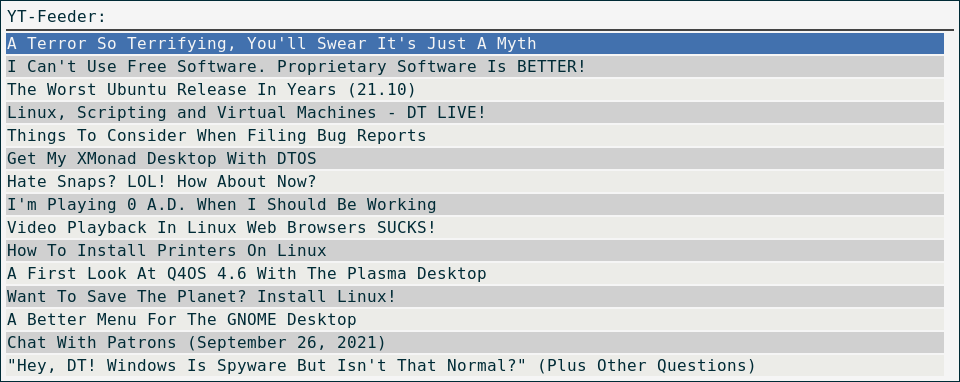 YT-Feeder:
A Terror So Terrifying, You'll Swear It's Just A Myth
I Can't Use Free Software. Proprietary Software Is BETTER!
The Worst Ubuntu Release In Years (21.10)
Linux, Scripting and Virtual Machines - DT LIVE!
Things To Consider When Filing Bug Reports
Get My XMonad Desktop With DTOS
Hate Snaps? LOL! How About Now?
I'm Playing 0 A.D. When I Should Be Working
Video Playback In Linux Web Browsers SUCKS!
How To Install Printers On Linux
A First Look At Q4OS 4.6 With The Plasma Desktop
Want To Save The Planet? Install Linux!
A Better Menu For The GNOME Desktop
Chat With Patrons (September 26, 2021)
"Hey, DT! Windows Is Spyware But Isn't That Normal?" (Plus Other Questions)